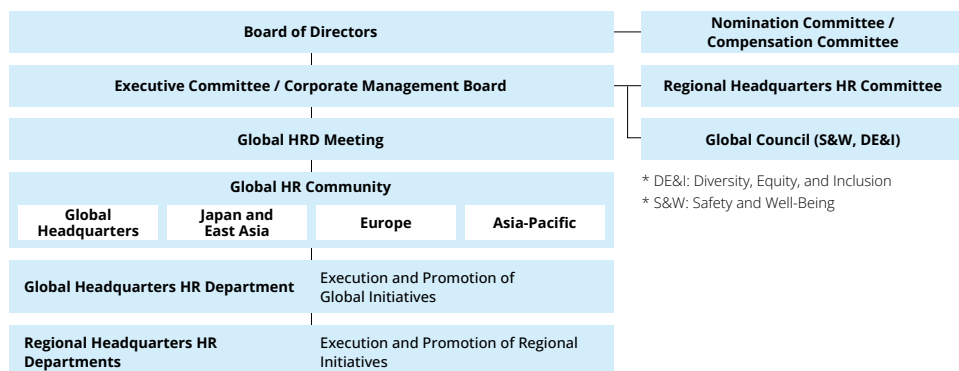 Board of Directors
Nomination Committee /
Compensation Committee
Executive Committee / Corporate Management Board
Regional Headquarters HR Committee
Global HRD Meeting
Global Council (S&W, DE&I)
* DE&I: Diversity, Equity, and Inclusion
* S&W: Safety and Well-Being
Global HR Community
Global
Headquarters
Japan and
East Asia
Europe
Asia-Pacific
Global Headquarters HR Department
Execution and Promotion of
Global Initiatives
Regional Headquarters HR
Departments
Execution and Promotion of Regional
Initiatives